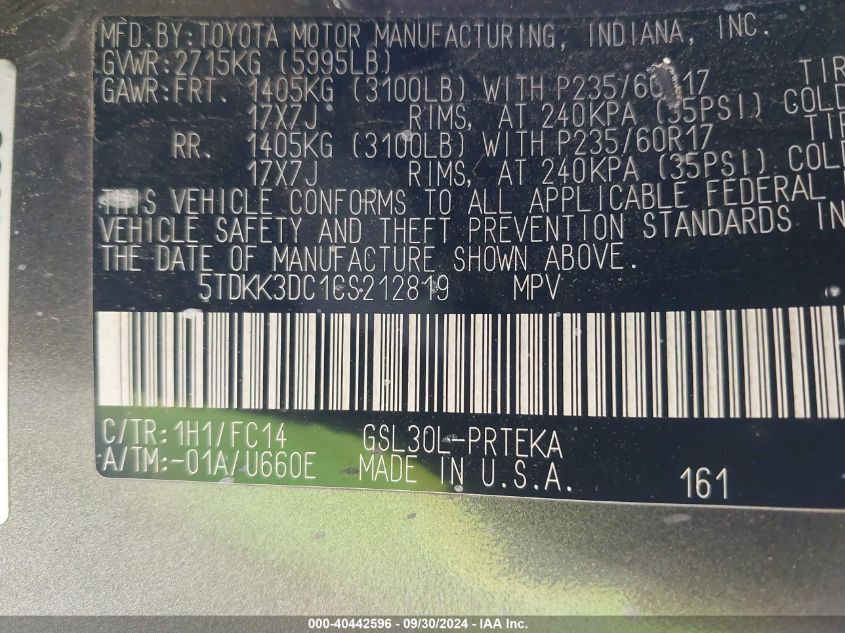 MFD.BY:TOYOTA MOTOR MANUFACTURING, INDIANA, INC.
GVWR:2715KG (5995LB)
GAWR:FRT. 1405KG (3100LB) WITH P235/60R17 TIR
17X7J RIMS, AT 240KPA (35PSI) COLD
RR. 1405KG (3100LB) WITH P235/60R17 TIR
17X7J RIMS, AT 240KPA (35PSI) COLD
THIS VEHICLE CONFORMS TO ALL APPLICABLE FEDERAL
VEHICLE SAFETY AND THEFT PREVENTION STANDARDS IN
THE DATE OF MANUFACTURE SHOWN ABOVE.
5TDKK3DC1CS212819 MPV
C/TR:1H1/FC14 GSL30L-PRTEKA
A/TM:-01A/U660E MADE IN U.S.A. 161
000-40442596 - 09/30/2024 - IAA Inc.